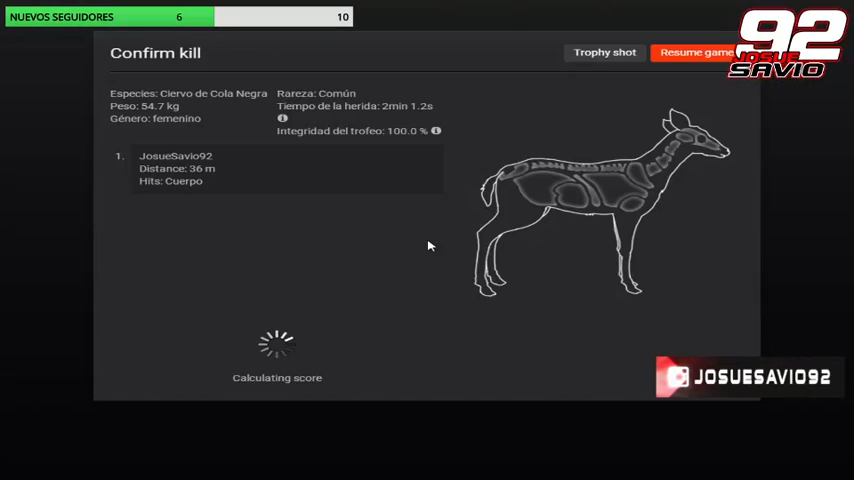 NUEVOS SEGUIDORES 6 10
92
JOSUE
SAVIO
Confirm kill
Trophy shot
Resume game
Especies: Ciervo de Cola Negra
Peso: 54.7 kg
Género: femenino
Rareza: Común
Tiempo de la herida: 2min 1.2s
Integridad del trofeo: 100.0 %
1. JosueSavio92
Distance: 36 m
Hits: Cuerpo
Calculating score
JOSUESAVIO92